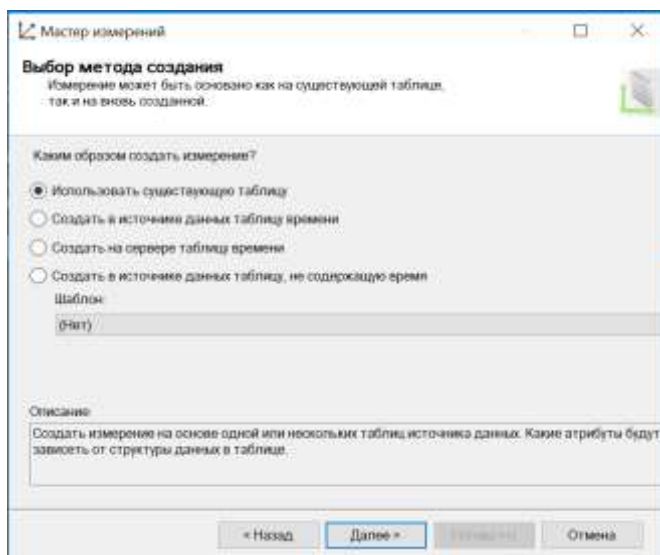 Мастер измерений
Выбор метода создания
Измерение может быть основано как на существующей таблице,
так и на вновь созданной.
Каким образом создать измерение?
Использовать существующую таблицу
Создать в источнике данных таблицу времени
Создать на сервере таблицу времени
Создать в источнике данных таблицу, не содержащую время
Шаблон:
(Нет)
Описание:
Создать измерение на основе одной или нескольких таблиц источника данных. Какие атрибуты будут
зависеть от структуры данных в таблице.
< Назад
Далее >
Отмена